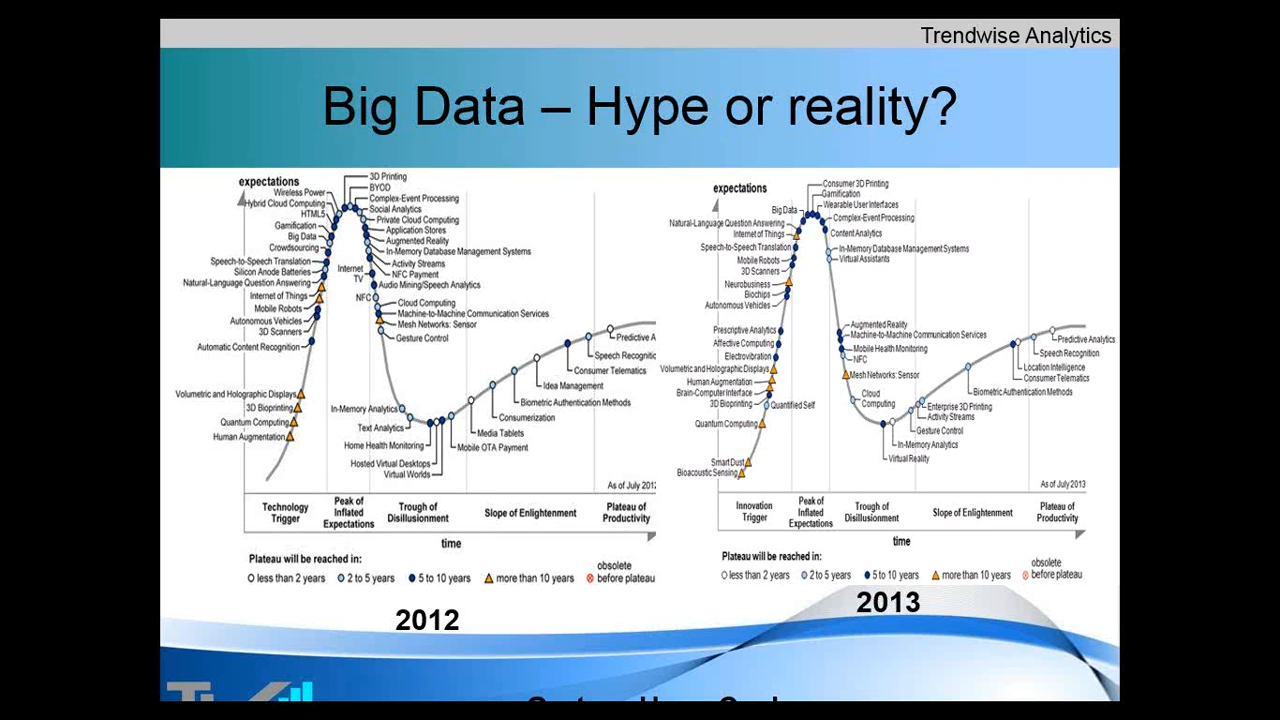 Trendwise Analytics
Big Data – Hype or reality?
expectations
3D Printing
BYOD
Wireless Power
Complex-Event Processing
Hybrid Cloud Computing
Social Analytics
HTML5
Private Cloud Computing
Gamification
Application Stores
Big Data
Augmented Reality
Crowdsourcing
In-Memory Database Management Systems
Speech-to-Speech Translation
Activity Streams
Silicon Anode Batteries
Internet
TV
NFC Payment
Natural-Language Question Answering
Audio Mining/Speech Analytics
Internet of Things
NFC
Cloud Computing
Mobile Robots
Machine-to-Machine Communication Services
Autonomous Vehicles
Mesh Networks: Sensor
3D Scanners
Gesture Control
Automatic Content Recognition
Predictive A
Speech Recognitic
Consumer Telematics
Idea Management
Volumetric and Holographic Displays
Biometric Authentication Methods
3D Bioprinting
In-Memory Analytics
Consumerization
Quantum Computing
Text Analytics
Media Tablets
Human Augmentation
Home Health Monitoring
Mobile OTA Payment
Hosted Virtual Desktops
Virtual Worlds
As of July 2012
Technology
Trigger
Peak of
Inflated
Expectations
Trough of
Disillusionment
Slope of Enlightenment
Plateau of
Productivity
time
Plateau will be reached in:
less than 2 years
2 to 5 years
5 to 10 years
more than 10 years
obsolete
before plateau
2012
expectations
Consumer 3D Printing
Gamification
Wearable User Interfaces
Big Data
Complex-Event Processing
Natural-Language Question Answering
Internet of Things
Content Analytics
Speech-to-Speech Translation
In-Memory Database Management Systems
Mobile Robots
Virtual Assistants
3D Scanners
Neurobusiness
Biochips
Autonomous Vehicles
Augmented Reality
Prescriptive Analytics
Machine-to-Machine Communication Services
Predictive Analytics
Affective Computing
Mobile Health Monitoring
Speech Recognition
Electrovibration
NFC
Location Intelligence
Volumetric and Holographic Displays
Mesh Networks: Sensor
Consumer Telematics
Human Augmentation
Brain-Computer Interface
Cloud
Computing
Biometric Authentication Methods
3D Bioprinting
Quantified Self
Enterprise 3D Printing
Activity Streams
Quantum Computing
Gesture Control
In-Memory Analytics
Virtual Reality
Smart Dust
Bioacoustic Sensing
As of July 2013
Innovation
Trigger
Peak of
Inflated
Expectations
Trough of
Disillusionment
Slope of Enlightenment
Plateau of
Productivity
time
Plateau will be reached in:
less than 2 years
2 to 5 years
5 to 10 years
more than 10 years
obsolete
before plateau
2013